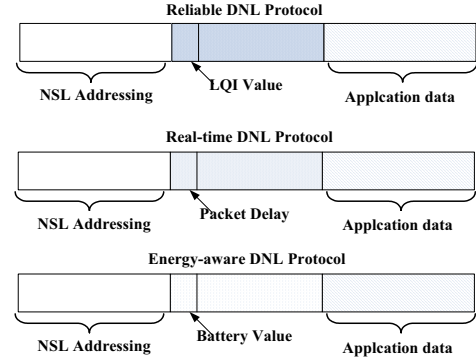 Reliable DNL Protocol
NSL Addressing
LQI Value
Applcation data
Real-time DNL Protocol
NSL Addressing
Packet Delay
Applcation data
Energy-aware DNL Protocol
NSL Addressing
Battery Value
Applcation data